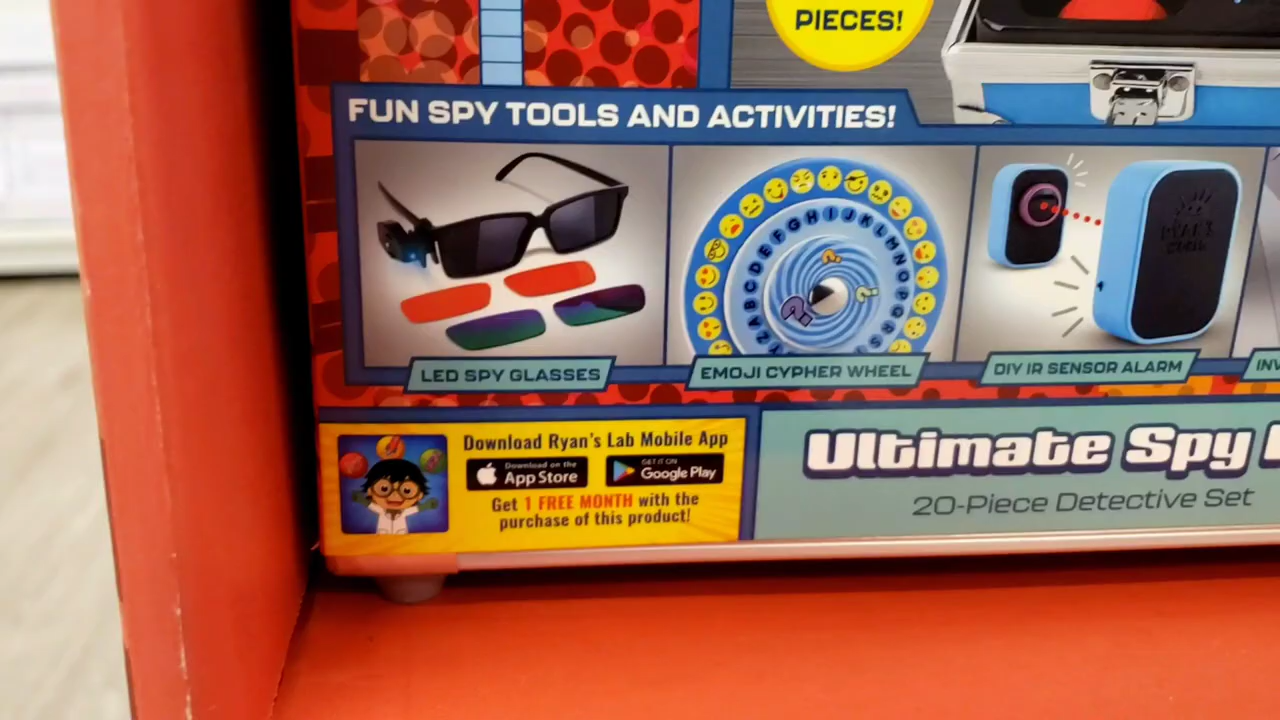 PIECES!
FUN SPY TOOLS AND ACTIVITIES!
A B C D E F G H I J K L M N O P Q R S
Y Z
LED SPY GLASSES
EMOJI CYPHER WHEEL
DIY IR SENSOR ALARM
INV
Download Ryan's Lab Mobile App
Download on the
App Store
GET IT ON
Google Play
Get 1 FREE MONTH with the
purchase of this product!
Ultimate Spy
20-Piece Detective Set